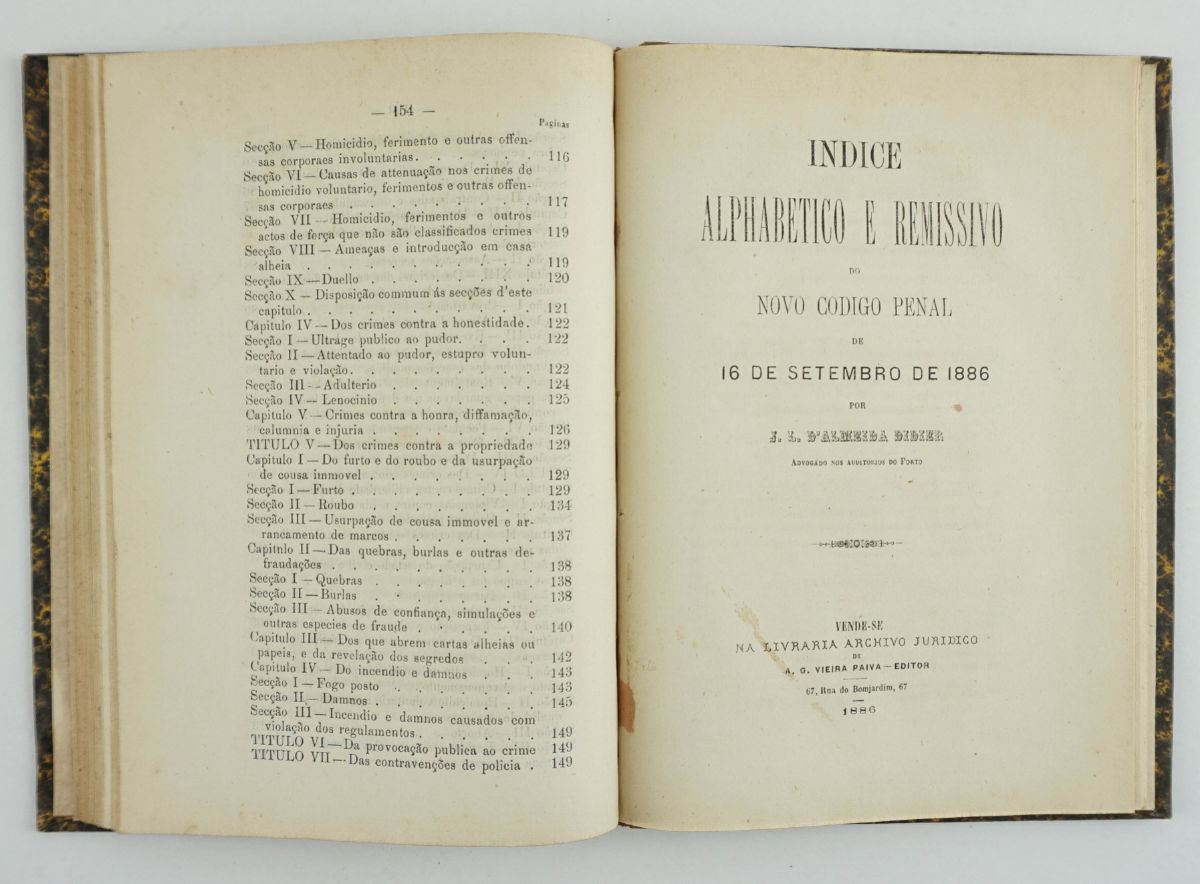 — 154 —
Paginas
Secção V — Homicidio, ferimento e outras offen-
sas corporaes involuntarias. . . . . . . 116
Secção VI — Causas de attenuação nos crimes de
homicidio voluntario, ferimentos e outras offen-
sas corporaes . . . . . . . . . 117
Secção VII — Homicidio, ferimentos e outros
actos de força que não são classificados crimes 119
Secção VIII — Ameaças e introducção em casa
alheia . . . . . . . . . . . 119
Secção IX — Duello . . . . . . . . 120
Secção X — Disposição commum ás secções d'este
capitulo . . . . . . . . . . . 121
Capitulo IV — Dos crimes contra a honestidade. 122
Secção I — Ultráge publico ao pudor. . . . 122
Secção II — Attentado ao pudor, estupro volun-
tario e violação. . . . . . . . . 122
Secção III — Adulterio . . . . . . . 124
Secção IV — Lenocinio . . . . . . . 125
Capitulo V — Crimes contra a honra, diffamação,
calumnia e injuria . . . . . . . . 126
TITULO V — Dos crimes contra a propriedade 129
Capitulo I — Do furto e do roubo e da usurpação
de cousa immovel . . . . . . . . 129
Secção I — Furto . . . . . . . . . 129
Secção II — Roubo . . . . . . . . 134
Secção III — Usurpação de cousa immovel e ar-
rancamento de marcos . . . . . . . 137
Capitnlo II — Das quebras, burlas e outras de-
fraudações . . . . . . . . . . 138
Secção I — Quebras . . . . . . . . 138
Secção II — Burlas . . . . . . . . 138
Secção III — Abusos de confiança, simulações e
outras especies de fraude . . . . . . 140
Capitulo III — Dos que abrem cartas alheias ou
papeis, e da revelação dos segredos . . . 142
Capitulo IV — Do incendio e damnos . . . 143
Secção I — Fogo posto . . . . . . . 143
Secção II — Damnos . . . . . . . . 145
Secção III — Incendio e damnos causados com
violação dos regulamentos . . . . . . 149
TITULO VI — Da provocação publica ao crime 149
TITULO VII — Das contravenções de policia . 149
INDICE
ALPHABETICO E REMISSIVO
DO
NOVO CODIGO PENAL
DE
16 DE SETEMBRO DE 1886
POR
J. L. D'ALMEIDA DIDIER
ADVOGADO NOS AUDITORIOS DO PORTO
VENDE-SE
NA LIVRARIA ARCHIVO JURIDICO
DE
A. G. VIEIRA PAIVA — EDITOR
67, Rua do Bomjardim, 67
1886